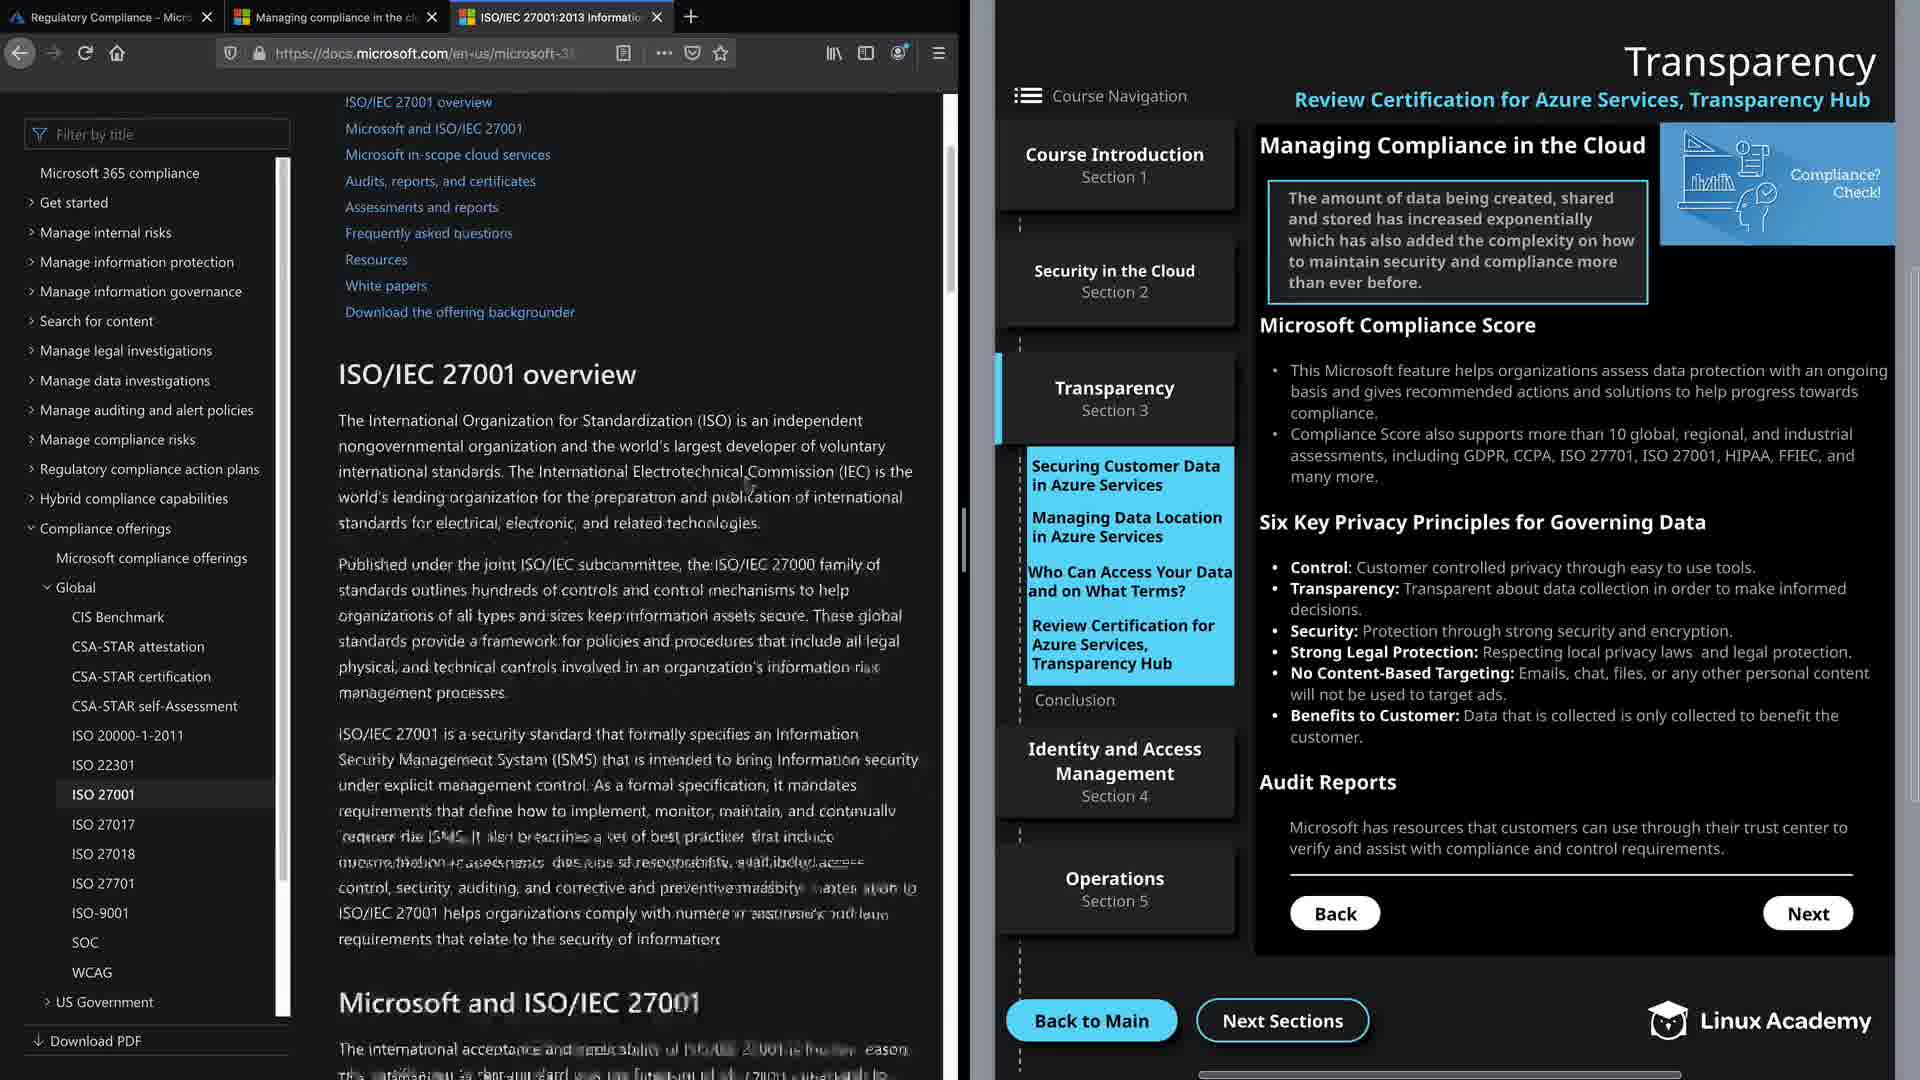 Regulatory Compliance - Micro
Managing compliance in the cl
ISO/IEC 27001:2013 Informatio
https://docs.microsoft.com/en-us/microsoft-3
Filter by title
Microsoft 365 compliance
Get started
Manage internal risks
Manage information protection
Manage information governance
Search for content
Manage legal investigations
Manage data investigations
Manage auditing and alert policies
Manage compliance risks
Regulatory compliance action plans
Hybrid compliance capabilities
Compliance offerings
Microsoft compliance offerings
Global
CIS Benchmark
CSA-STAR attestation
CSA-STAR certification
CSA-STAR self-Assessment
ISO 20000-1-2011
ISO 22301
ISO 27001
ISO 27017
ISO 27018
ISO 27701
ISO-9001
SOC
WCAG
US Government
Download PDF
ISO/IEC 27001 overview
Microsoft and ISO/IEC 27001
Microsoft in-scope cloud services
Audits, reports, and certificates
Assessments and reports
Frequently asked questions
Resources
White papers
Download the offering backgrounder
ISO/IEC 27001 overview
The International Organization for Standardization (ISO) is an independent
nongovernmental organization and the world's largest developer of voluntary
international standards. The International Electrotechnical Commission (IEC) is the
world's leading organization for the preparation and publication of international
standards for electrical, electronic, and related technologies.
Published under the joint ISO/IEC subcommittee, the ISO/IEC 27000 family of
standards outlines hundreds of controls and control mechanisms to help
organizations of all types and sizes keep information assets secure. These global
standards provide a framework for policies and procedures that include all legal
physical, and technical controls involved in an organization's information risk
management processes.
ISO/IEC 27001 is a security standard that formally specifies an Information
Security Management System (ISMS) that is intended to bring Information security
under explicit management control. As a formal specification, it mandates
requirements that define how to implement, monitor, maintain, and continually
the ISMS. It also prescribes a set of best practices that include
control, security, auditing, and corrective and preventive
ISO/IEC 27001 helps organizations comply with
requirements that relate to the security of information.
Microsoft and ISO/IEC 27001
The international acceptance and applicability of ISO/IEC 27001 is the
Transparency
Review Certification for Azure Services, Transparency Hub
Course Navigation
Course Introduction
Section 1
Security in the Cloud
Section 2
Transparency
Section 3
Securing Customer Data
in Azure Services
Managing Data Location
in Azure Services
Who Can Access Your Data
and on What Terms?
Review Certification for
Azure Services,
Transparency Hub
Conclusion
Identity and Access
Management
Section 4
Operations
Section 5
Managing Compliance in the Cloud
The amount of data being created, shared
and stored has increased exponentially
which has also added the complexity on how
to maintain security and compliance more
than ever before.
Compliance?
Check!
Microsoft Compliance Score
• This Microsoft feature helps organizations assess data protection with an ongoing
basis and gives recommended actions and solutions to help progress towards
compliance.
• Compliance Score also supports more than 10 global, regional, and industrial
assessments, including GDPR, CCPA, ISO 27701, ISO 27001, HIPAA, FFIEC, and
many more.
Six Key Privacy Principles for Governing Data
• Control: Customer controlled privacy through easy to use tools.
• Transparency: Transparent about data collection in order to make informed
decisions.
• Security: Protection through strong security and encryption.
• Strong Legal Protection: Respecting local privacy laws and legal protection.
• No Content-Based Targeting: Emails, chat, files, or any other personal content
will not be used to target ads.
• Benefits to Customer: Data that is collected is only collected to benefit the
customer.
Audit Reports
Microsoft has resources that customers can use through their trust center to
verify and assist with compliance and control requirements.
Back
Next
Back to Main
Next Sections
Linux Academy